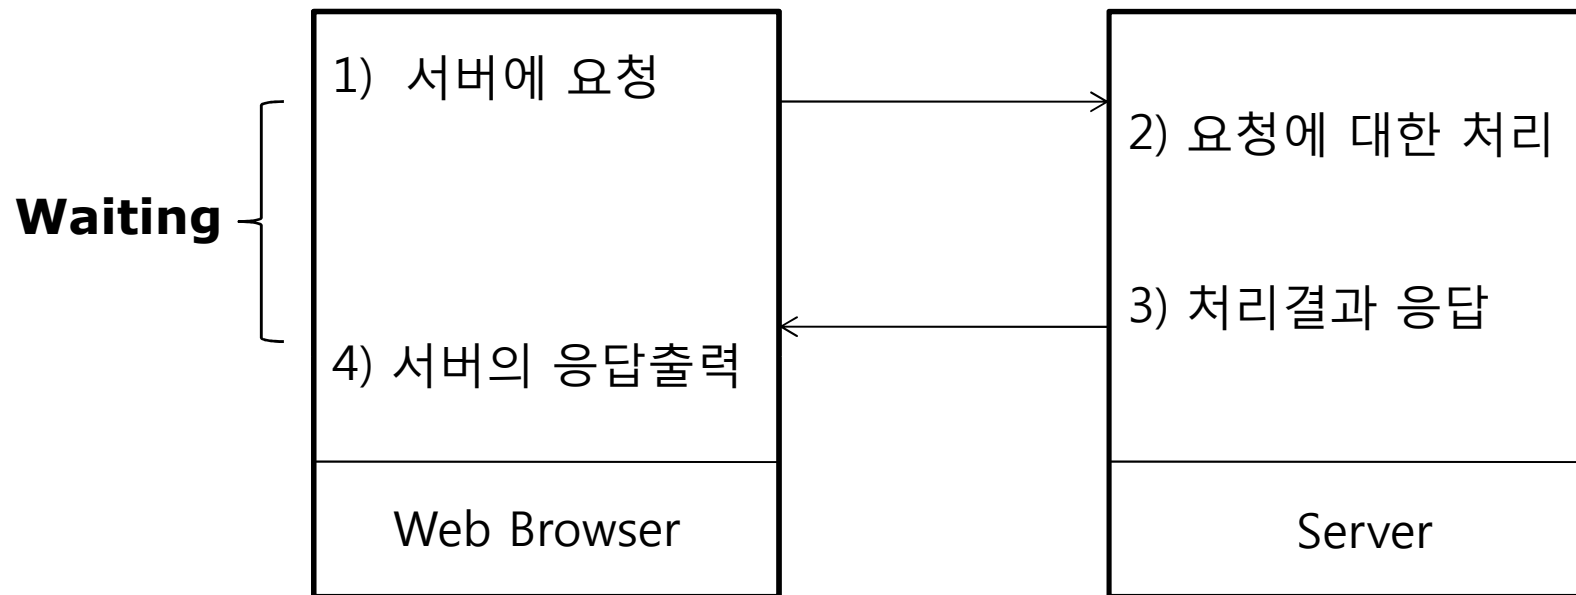 1) 서버에 요청
2) 요청에 대한 처리
Waiting
3) 처리결과 응답
4) 서버의 응답출력
Web Browser
Server